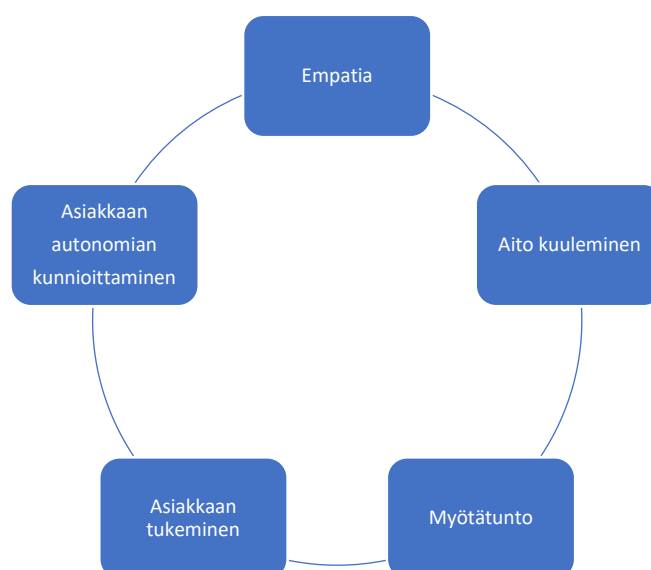 Empatia
Aito kuuleminen
Myötätunto
Asiakkaan
tukeminen
Asiakkaan
autonomian
kunnioittaminen